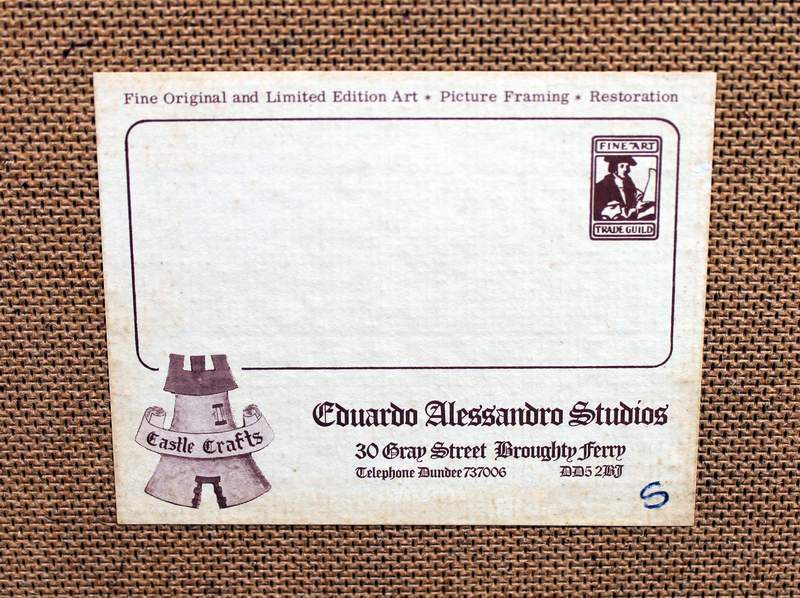 Fine Original and Limited Edition Art * Picture Framing * Restoration
FINE ART
TRADE GUILD
Castle Crafts
Eduardo Alessandro Studios
30 Gray Street Broughty Ferry
Telephone Dundee 737006 DD5 2BJ
S